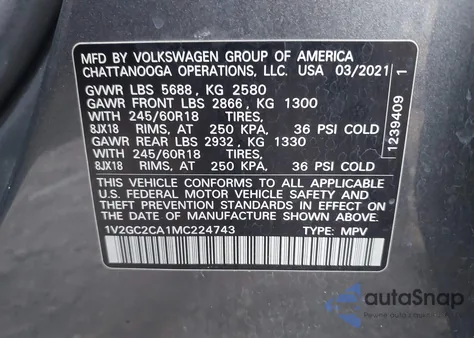 MFD BY VOLKSWAGEN GROUP OF AMERICA
CHATTANOOGA OPERATIONS, LLC. USA 03/2021
GVWR LBS 5688, KG 2580
GAWR FRONT LBS 2866, KG 1300
WITH 245/60R18 TIRES,
8JX18 RIMS, AT 250 KPA, 36 PSI COLD
GAWR REAR LBS 2932, KG 1330
WITH 245/60R18 TIRES,
8JX18 RIMS, AT 250 KPA, 36 PSI COLD
THIS VEHICLE CONFORMS TO ALL APPLICABLE
U.S. FEDERAL MOTOR VEHICLE SAFETY AND
THEFT PREVENTION STANDARDS IN EFFECT ON
THE DATE OF MANUFACTURE SHOWN ABOVE.
1V2GC2CA1MC224743 TYPE: MPV
1239409 1
autoSnap